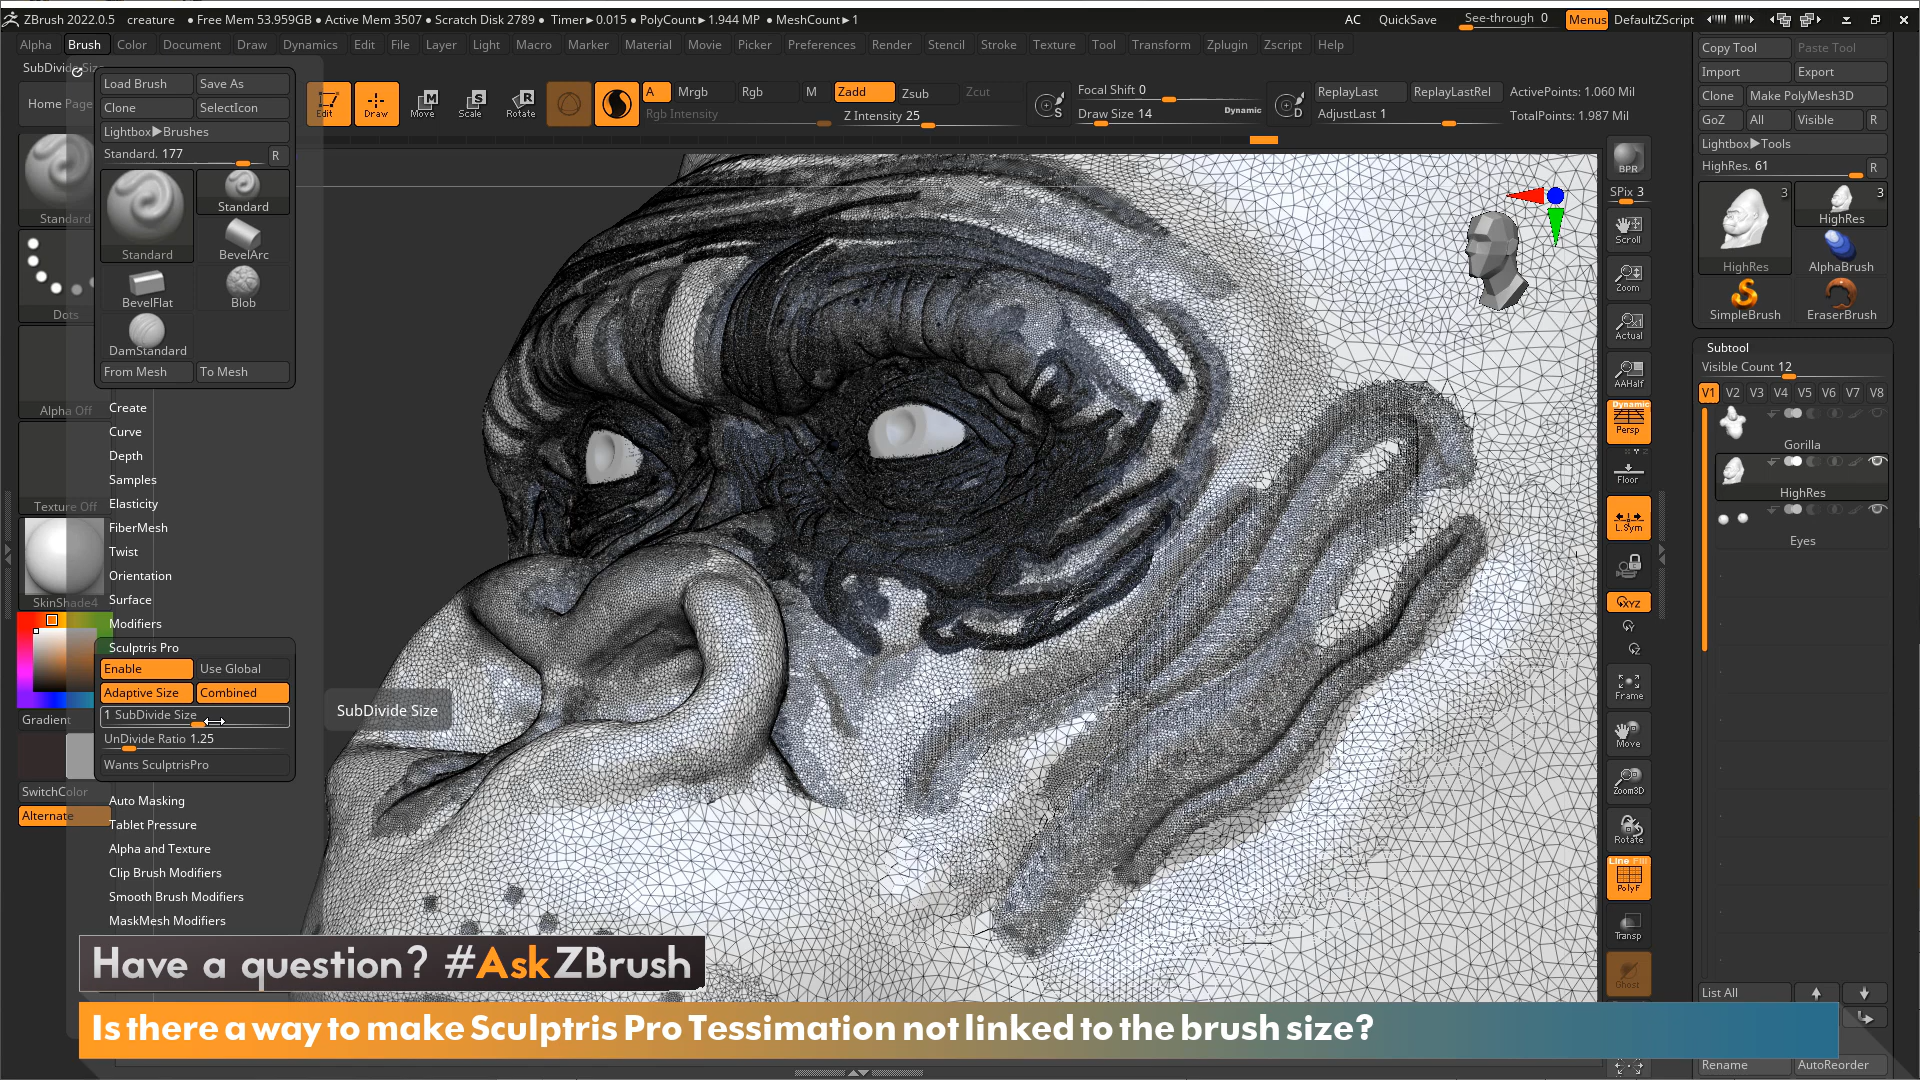 ZBrush 2022.0.5 creature • Free Mem 53.959GB • Active Mem 3507 • Scratch Disk 2789 • Timer►0.015 • PolyCount►1.944 MP • MeshCount►1 AC QuickSave See-through 0 Menus DefaultZScript
Alpha Brush Color Document Draw Dynamics Edit File Layer Light Macro Marker Material Movie Picker Preferences Render Stencil Stroke Texture Tool Transform Zplugin Zscript Help
SubDivide Size
Home Page
Load Brush Save As
Clone SelectIcon
Lightbox►Brushes
Standard. 177 R
Standard
Standard
Standard
BevelArc
BevelFlat
Blob
DamStandard
From Mesh To Mesh
Dots
Alpha Off
Texture Off
SkinShade4
Gradient
SwitchColor
Alternate
Create
Curve
Depth
Samples
Elasticity
FiberMesh
Twist
Orientation
Surface
Modifiers
Sculptris Pro
Enable Use Global
Adaptive Size Combined
1 SubDivide Size
UnDivide Ratio 1.25
Wants SculptrisPro
Auto Masking
Tablet Pressure
Alpha and Texture
Clip Brush Modifiers
Smooth Brush Modifiers
MaskMesh Modifiers
SubDivide Size
Edit Draw Move Scale Rotate
A Mrgb Rgb M Zadd Zsub Zcut
Rgb Intensity
Z Intensity 25
S
Focal Shift 0
Draw Size 14 Dynamic
D
ReplayLast ReplayLastRel ActivePoints: 1.060 Mil
AdjustLast 1 TotalPoints: 1.987 Mil
BPR
SPix 3
Scroll
Zoom
Actual
AAHalf
Dynamic
Persp
Floor
L.Sym
XYZ
Frame
Move
Zoom3D
Rotate
Line Fill
PolyF
Transp
Ghost
Copy Tool Paste Tool
Import Export
Clone Make PolyMesh3D
GoZ All Visible R
Lightbox►Tools
HighRes. 61 R
3
HighRes
3
HighRes
AlphaBrush
SimpleBrush
EraserBrush
Subtool
Visible Count 12
V1 V2 V3 V4 V5 V6 V7 V8
Gorilla
HighRes
Eyes
List All
Rename AutoReorder
Have a question? #AskZBrush
Is there a way to make Sculptris Pro Tessimation not linked to the brush size?